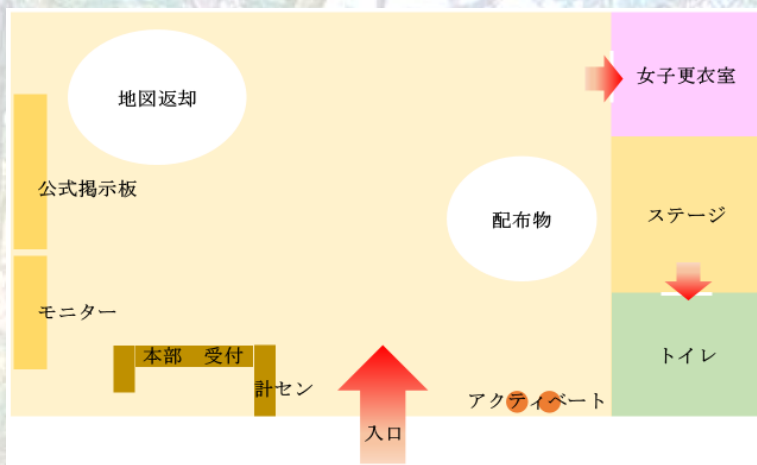 地図返却
女子更衣室
公式掲示板
配布物
ステージ
モニター
本部 受付
計セン
トイレ
アクティベート
入口